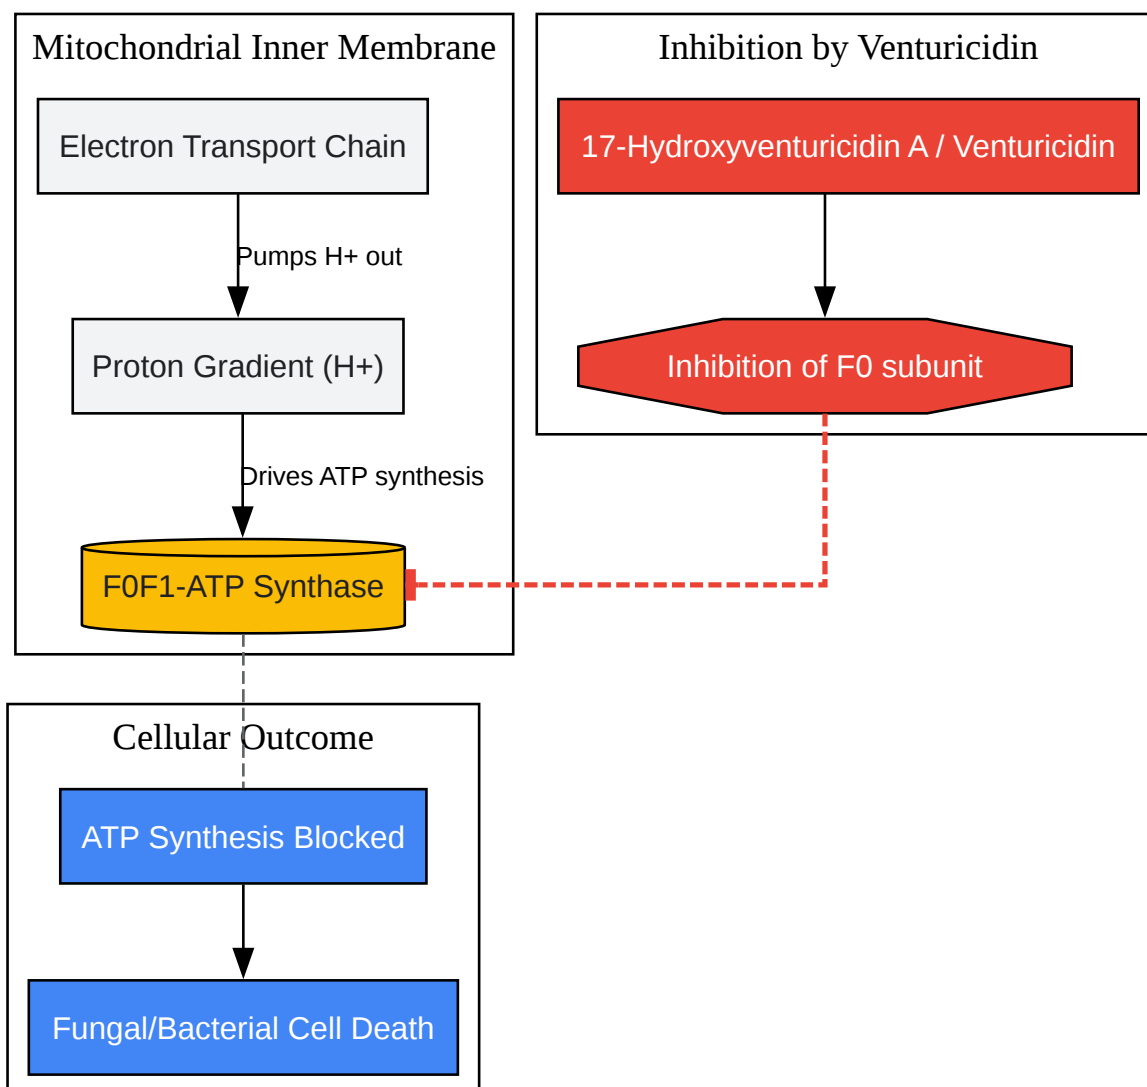 Mitochondrial Inner Membrane
Electron Transport Chain
Pumps H+ out
Proton Gradient (H+)
Drives ATP synthesis
F0F1-ATP Synthase
Inhibition by Venturicidin
17-Hydroxyventuricidin A / Venturicidin
Inhibition of F0 subunit
Cellular Outcome
ATP Synthesis Blocked
Fungal/Bacterial Cell Death